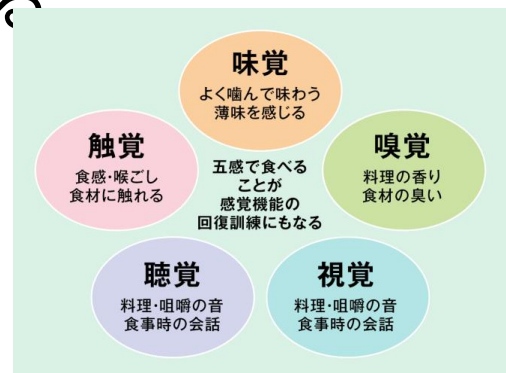 味覚
よく噛んで味わう
薄味を感じる
触覚
食感・喉ごし
食材に触れる
嗅覚
料理の香り
食材の臭い
五感で食べる
ことが
感覚機能の
回復訓練にもなる
聴覚
料理・咀嚼の音
食事時の会話
視覚
料理・咀嚼の音
食事時の会話